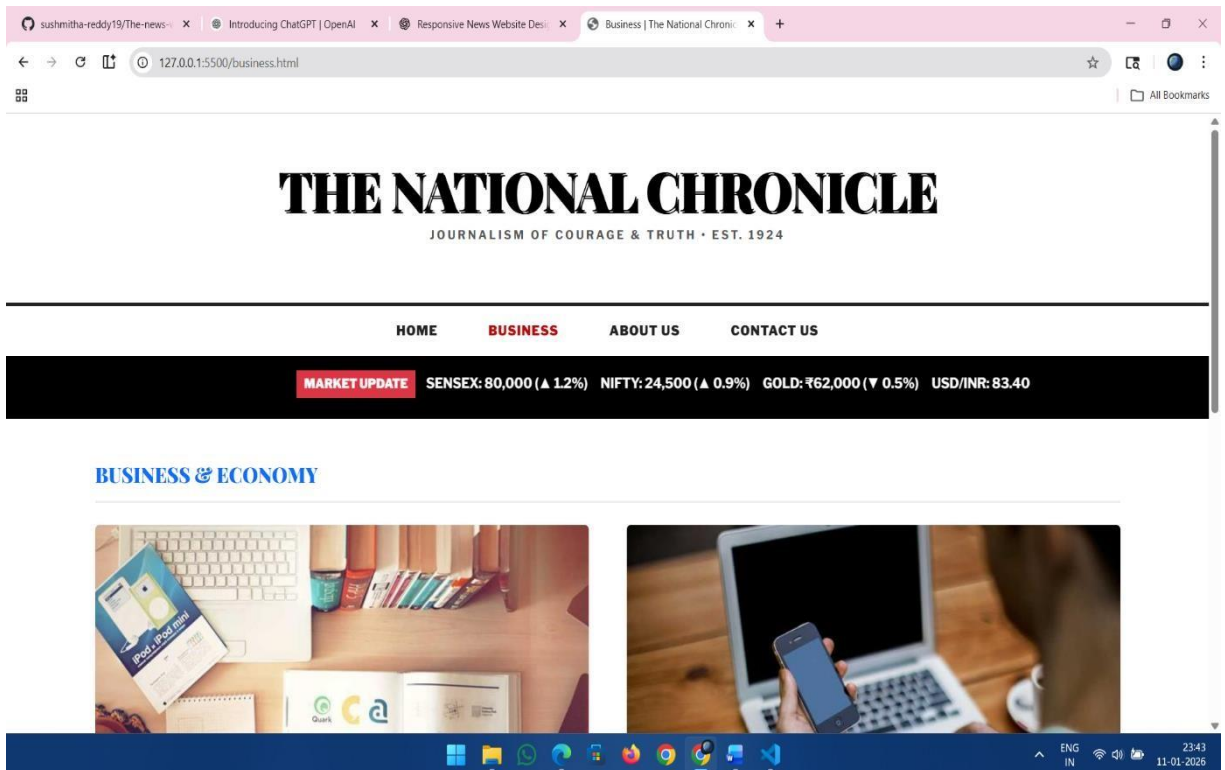 sushmitha-reddy19/The-news-
Introducing ChatGPT | OpenAI
Responsive News Website Desi
Business | The National Chronic
127.0.0.1:5500/business.html
All Bookmarks
THE NATIONAL CHRONICLE
JOURNALISM OF COURAGE & TRUTH • EST. 1924
HOME BUSINESS ABOUT US CONTACT US
MARKET UPDATE SENSEX: 80,000 (▲ 1.2%) NIFTY: 24,500 (▲ 0.9%) GOLD: ₹62,000 (▼ 0.5%) USD/INR: 83.40
BUSINESS & ECONOMY
iPod + iPod mini
Quark
Ca
ENG
IN
23:43
11-01-2026